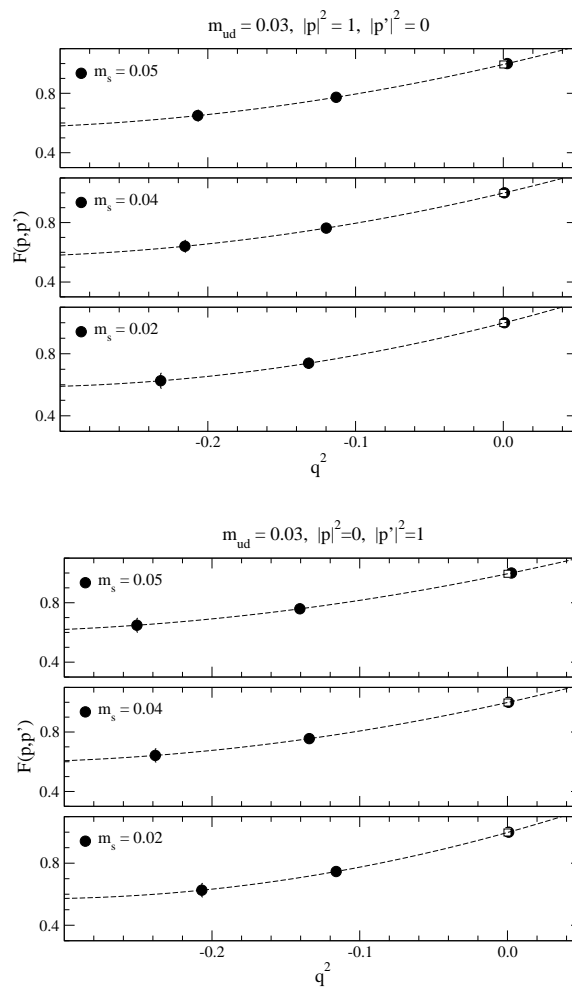 m_ud = 0.03, |p|^2 = 1, |p'|^2 = 0
m_s = 0.05
0.8
0.4
m_s = 0.04
0.8
0.4
F(p,p')
m_s = 0.02
0.8
0.4
-0.2 -0.1 0.0
q^2
m_ud = 0.03, |p|^2=0, |p'|^2=1
m_s = 0.05
0.8
0.4
m_s = 0.04
0.8
0.4
F(p,p')
m_s = 0.02
0.8
0.4
-0.2 -0.1 0.0
q^2